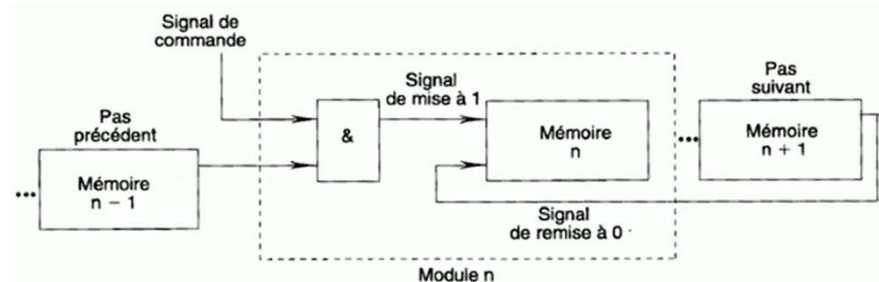 Signal de
commande
Pas
précédent
...
Mémoire
n – 1
&
Signal
de mise à 1
Mémoire
n
Signal
de remise à 0
...
Pas
suivant
Mémoire
n + 1
Module n